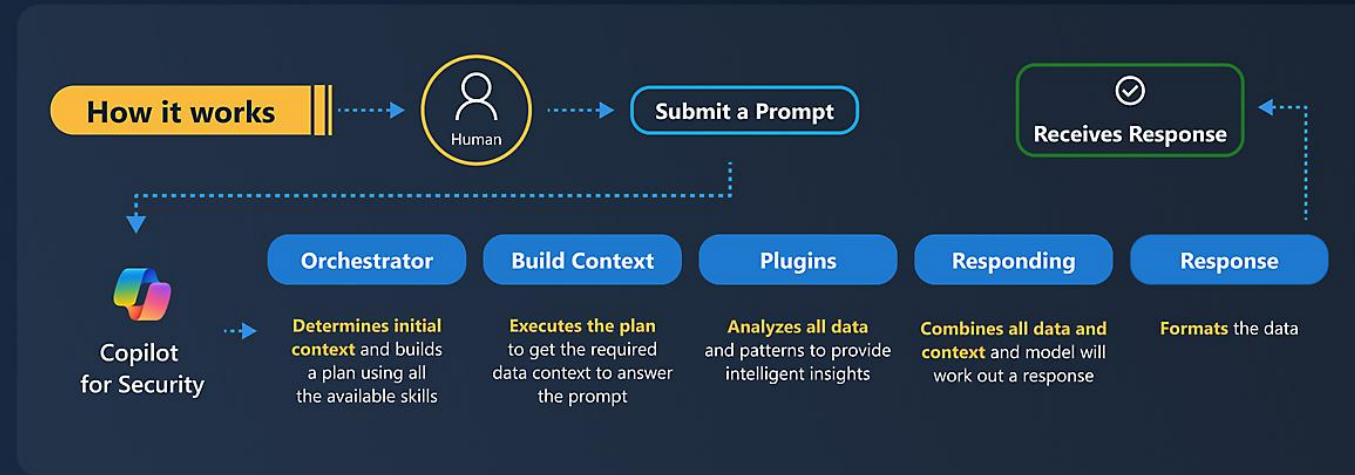 How it works
Human
Submit a Prompt
Receives Response
Copilot
for Security
Orchestrator
Determines initial
context and builds
a plan using all
the available skills
Build Context
Executes the plan
to get the required
data context to answer
the prompt
Plugins
Analyzes all data
and patterns to provide
intelligent insights
Responding
Combines all data and
context and model will
work out a response
Response
Formats the data